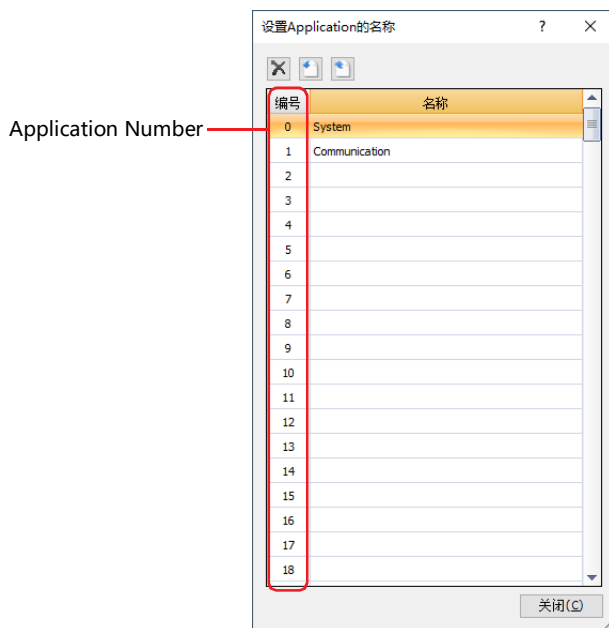 设置Application的名称 ? ×
编号 名称
Application Number
0 System
1 Communication
2
3
4
5
6
7
8
9
10
11
12
13
14
15
16
17
18
关闭(C)